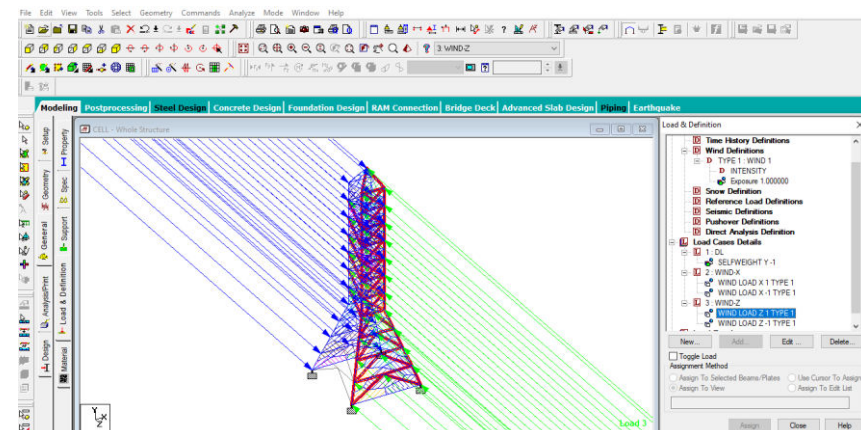 File Edit View Tools Select Geometry Commands Analyze Mode Window Help
3: WIND-Z
Modeling Postprocessing Steel Design Concrete Design Foundation Design RAM Connection Bridge Deck Advanced Slab Design Piping Earthquake
Setup
Geometry
General
Analysis/Print
Design
Property
Spec
Support
Load & Definition
Material
CELL - Whole Structure
Y
X
Z
Load 3
Load & Definition
D Time History Definitions
D Wind Definitions
D TYPE 1 : WIND 1
D INTENSITY
Exposure 1.000000
D Snow Definition
D Reference Load Definitions
D Seismic Definitions
D Pushover Definitions
D Direct Analysis Definition
L Load Cases Details
L 1 : DL
SELFWEIGHT Y -1
L 2 : WIND-X
WIND LOAD X 1 TYPE 1
WIND LOAD X -1 TYPE 1
L 3 : WIND-Z
WIND LOAD Z 1 TYPE 1
WIND LOAD Z -1 TYPE 1
New... Add... Edit ... Delete...
Toggle Load
Assignment Method
Assign To Selected Beams/Plates Use Cursor To Assign
Assign To View Assign To Edit List
Assign Close Help